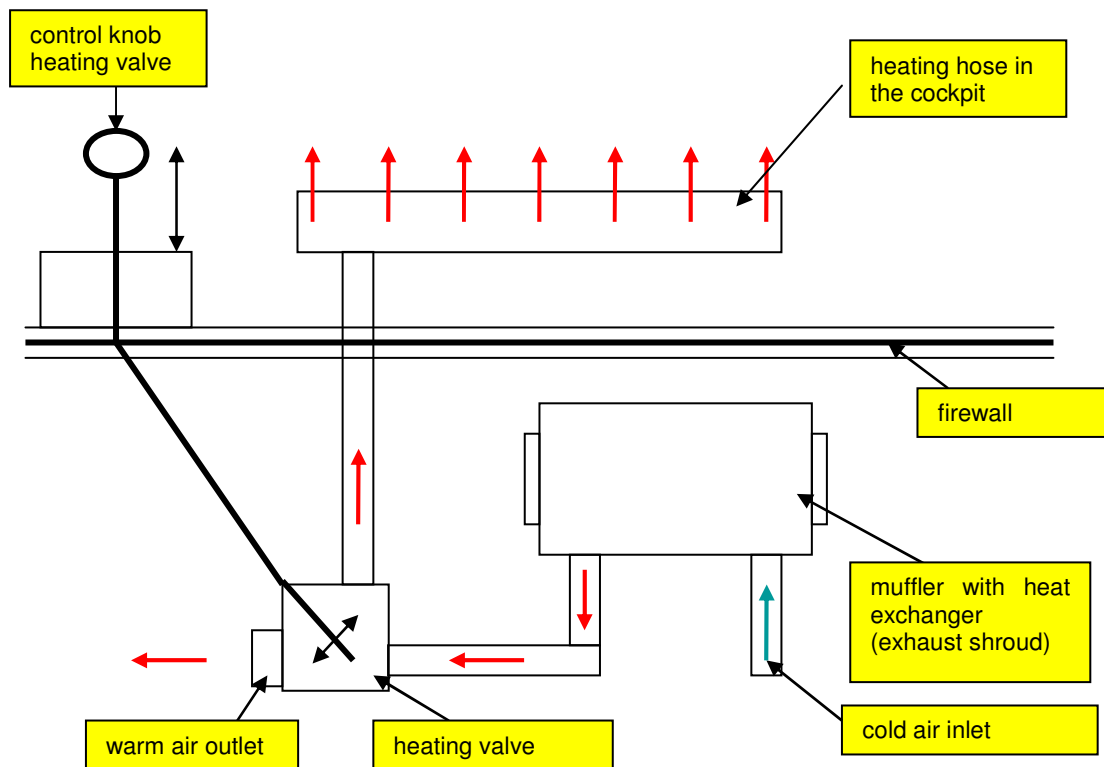 control knob
heating valve
heating hose in
the cockpit
firewall
muffler with heat
exchanger
(exhaust shroud)
warm air outlet
heating valve
cold air inlet